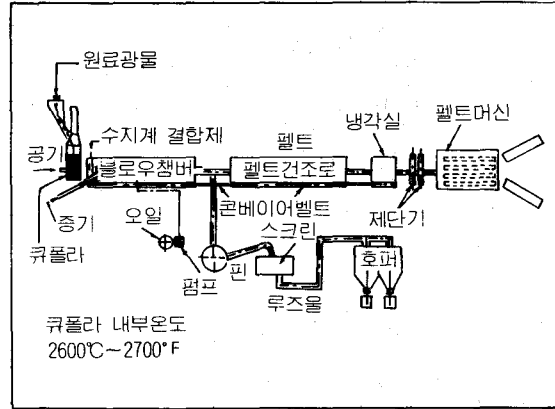 원료광물
수지계 결합제
공기
블로우챔버
증기
큐폴라
오일
펌프
펠트
펠트건조로
냉각실
펠트머신
제단기
콘베이어벨트
스크린
핀
루즈울
호퍼
큐폴라 내부온도
2600℃~2700°F